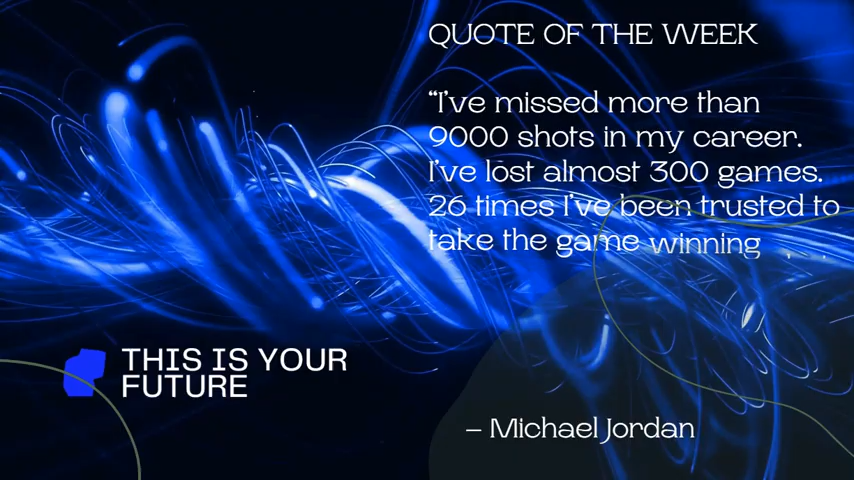 QUOTE OF THE WEEK
“I’ve missed more than
9000 shots in my career.
I’ve lost almost 300 games.
26 times I’ve been trusted to
take the game winning
THIS IS YOUR
FUTURE
– Michael Jordan